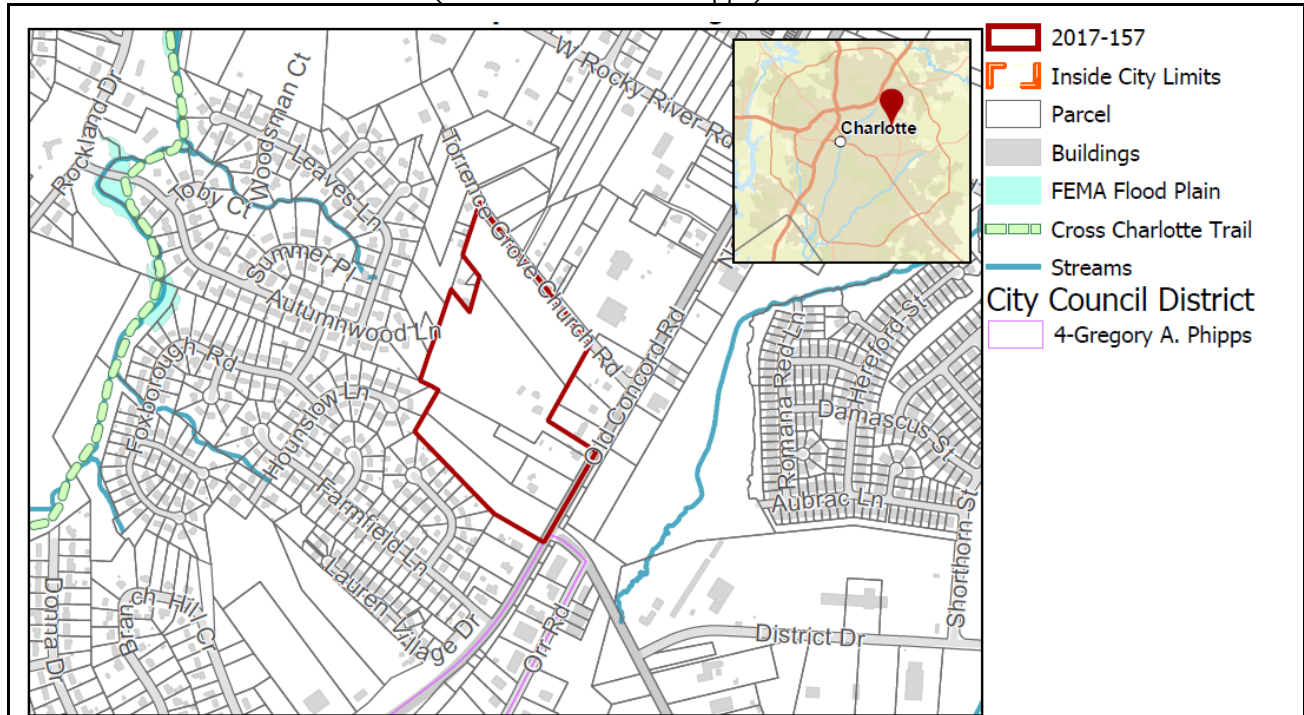 W Rocky River Rd
Rockland Dr
Woodsman Ct
Leaves Ln
Toby Ct
Torrence Grove Church Rd
Summer Pl
Autumnwood Ln
Foxborough Rd
Hounslow Ln
Old Concord Rd
Farmfield Ln
Lauren Village Dr
Orr Rd
Donna Dr
Branch Hill Cr
Romana Red Ln
Hereford St
Damascus St
Aubrac Ln
Shorthorn St
District Dr
Charlotte
2017-157
Inside City Limits
Parcel
Buildings
FEMA Flood Plain
Cross Charlotte Trail
Streams
City Council District
4-Gregory A. Phipps